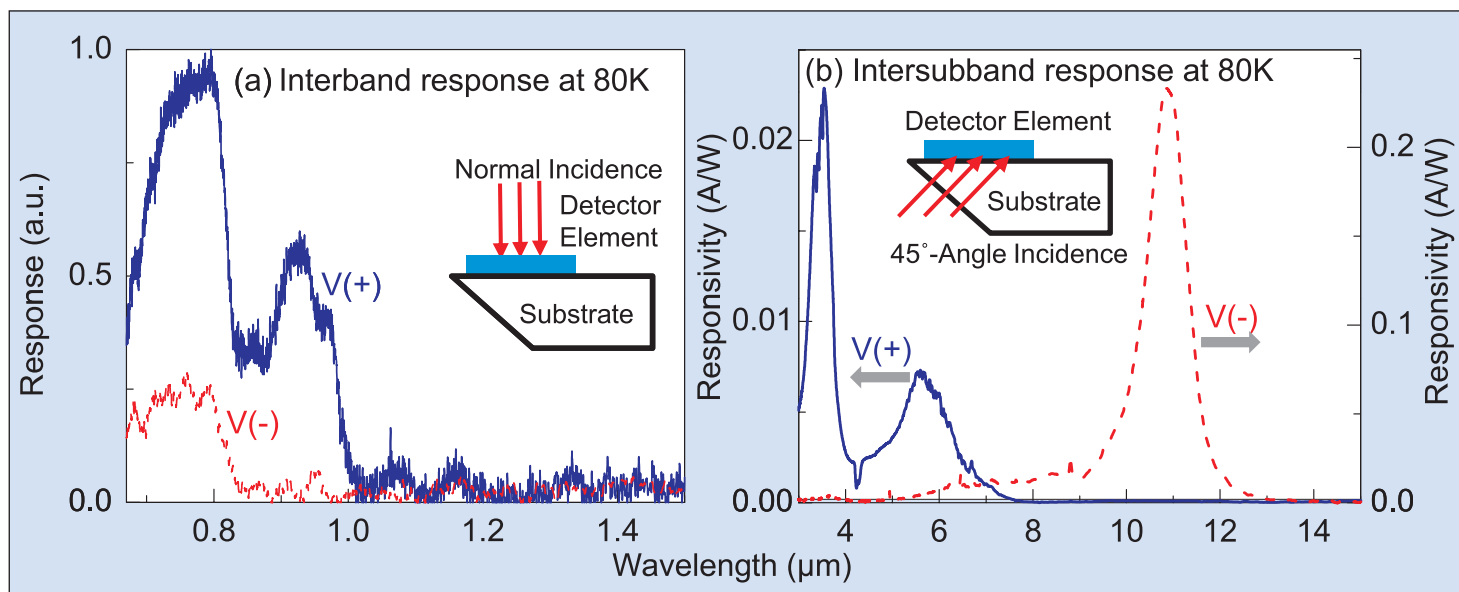 (a) Interband response at 80K
Response (a.u.)
1.0
0.5
0.0
Normal Incidence
Detector
Element
Substrate
V(+)
V(-)
0.8
1.0
1.2
1.4
(b) Intersubband response at 80K
Responsivity (A/W)
0.02
0.01
0.00
Detector Element
Substrate
45°-Angle Incidence
V(+)
V(-)
0.2
0.1
0.0
Responsivity (A/W)
4
6
8
10
12
14
Wavelength (μm)